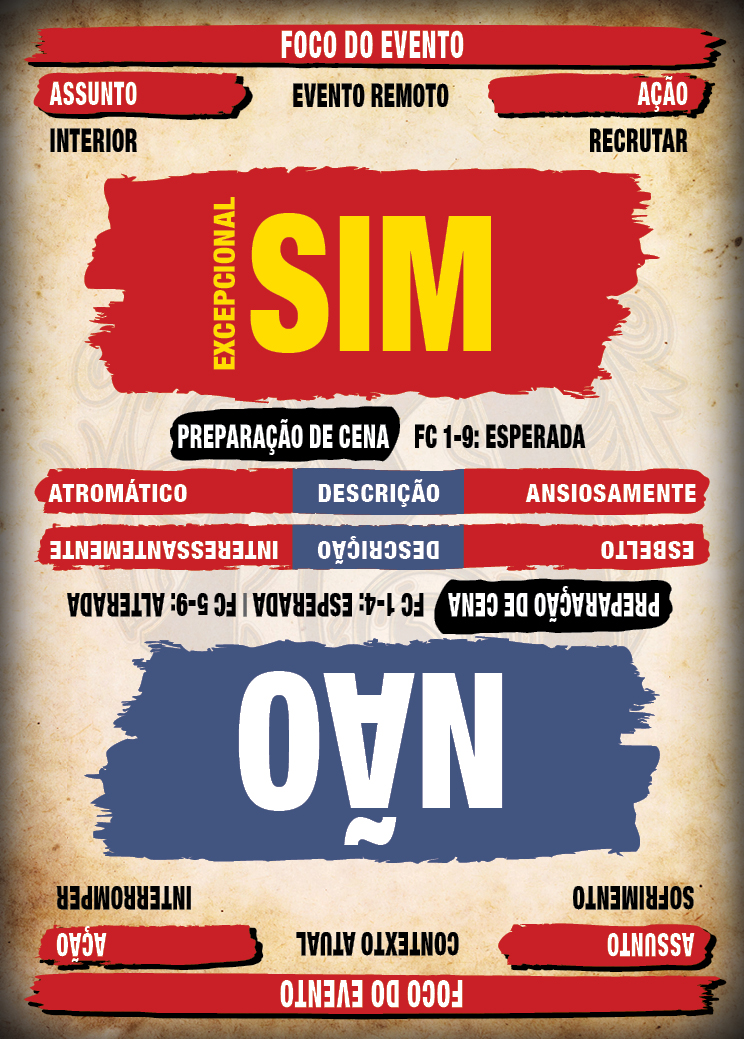 FOCO DO EVENTO
ASSUNTO EVENTO REMOTO AÇÃO
INTERIOR RECRUTAR
EXCEPCIONAL SIM
PREPARAÇÃO DE CENA FC 1-9: ESPERADA
ATROMÁTICO DESCRIÇÃO ANSIOSAMENTE
ESBELTO DESCRIÇÃO INTERESSANTEMENTE
PREPARAÇÃO DE CENA FC 1-4: ESPERADA | FC 5-9: ALTERADA
NÃO
SOFRIMENTO INTERROMPER
ASSUNTO CONTEXTO ATUAL AÇÃO
FOCO DO EVENTO